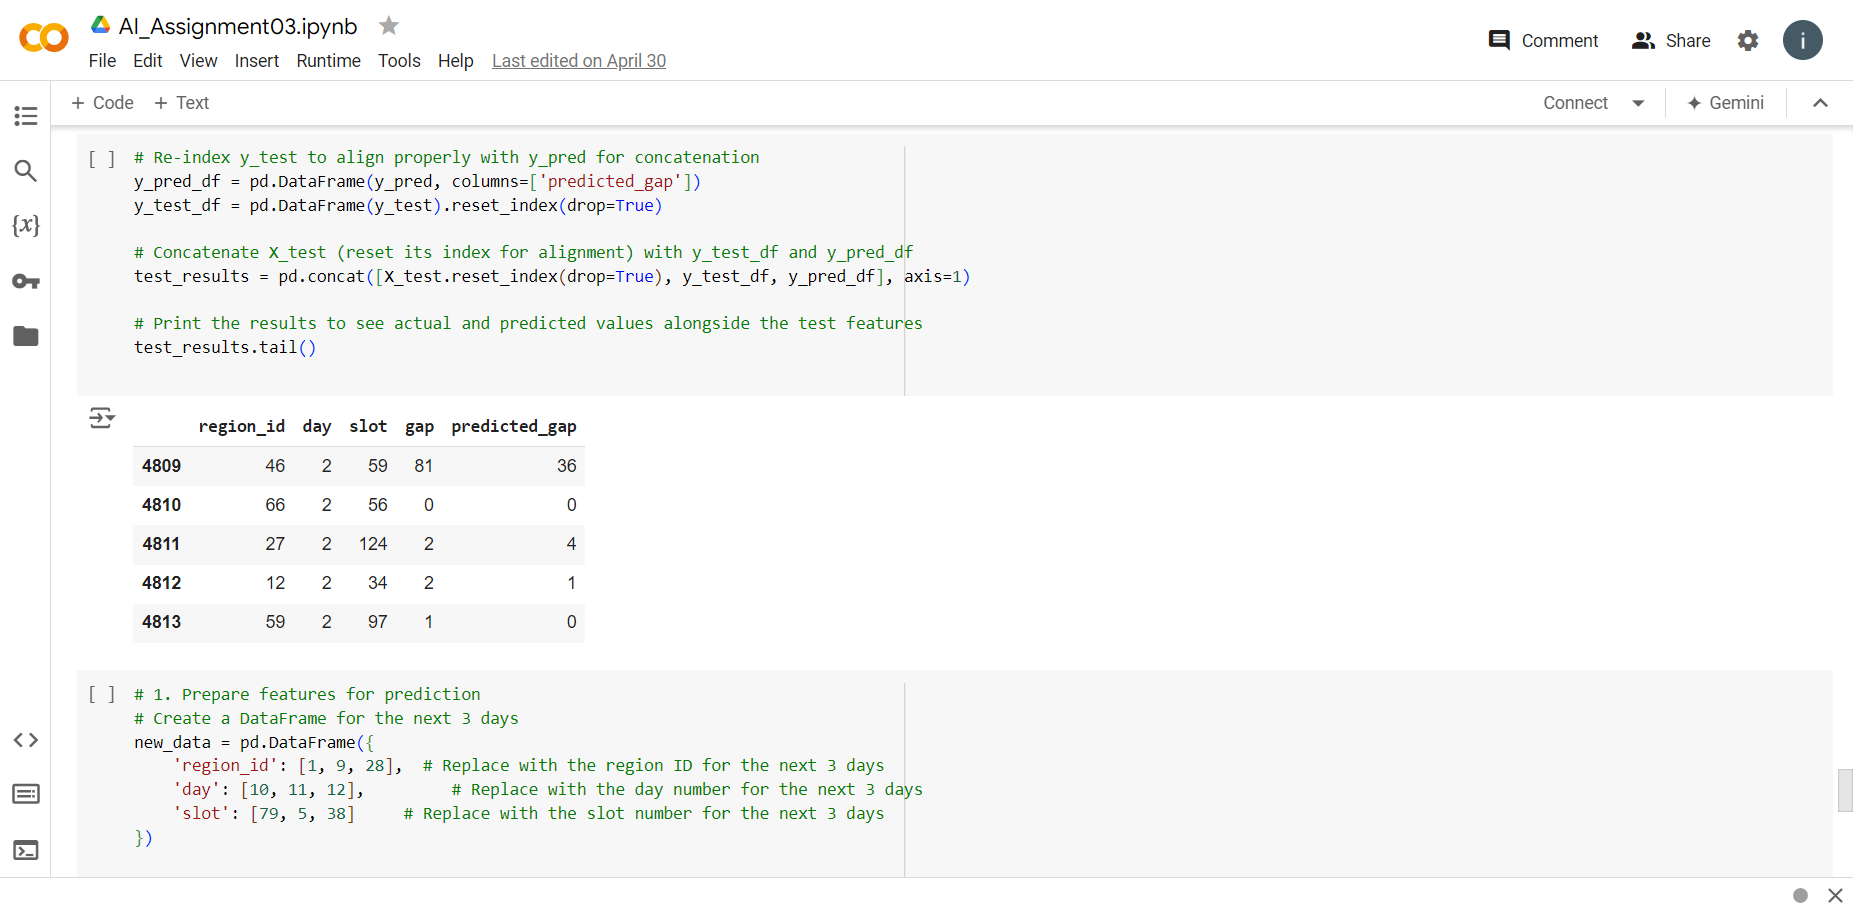 AI_Assignment03.ipynb
File Edit View Insert Runtime Tools Help Last edited on April 30
Comment Share i
+ Code + Text
Connect Gemini
[ ] # Re-index y_test to align properly with y_pred for concatenation
y_pred_df = pd.DataFrame(y_pred, columns=['predicted_gap'])
y_test_df = pd.DataFrame(y_test).reset_index(drop=True)
# Concatenate X_test (reset its index for alignment) with y_test_df and y_pred_df
test_results = pd.concat([X_test.reset_index(drop=True), y_test_df, y_pred_df], axis=1)
# Print the results to see actual and predicted values alongside the test features
test_results.tail()
region_id day slot gap predicted_gap
4809 46 2 59 81 36
4810 66 2 56 0 0
4811 27 2 124 2 4
4812 12 2 34 2 1
4813 59 2 97 1 0
[ ] # 1. Prepare features for prediction
# Create a DataFrame for the next 3 days
new_data = pd.DataFrame({
'region_id': [1, 9, 28], # Replace with the region ID for the next 3 days
'day': [10, 11, 12], # Replace with the day number for the next 3 days
'slot': [79, 5, 38] # Replace with the slot number for the next 3 days
})